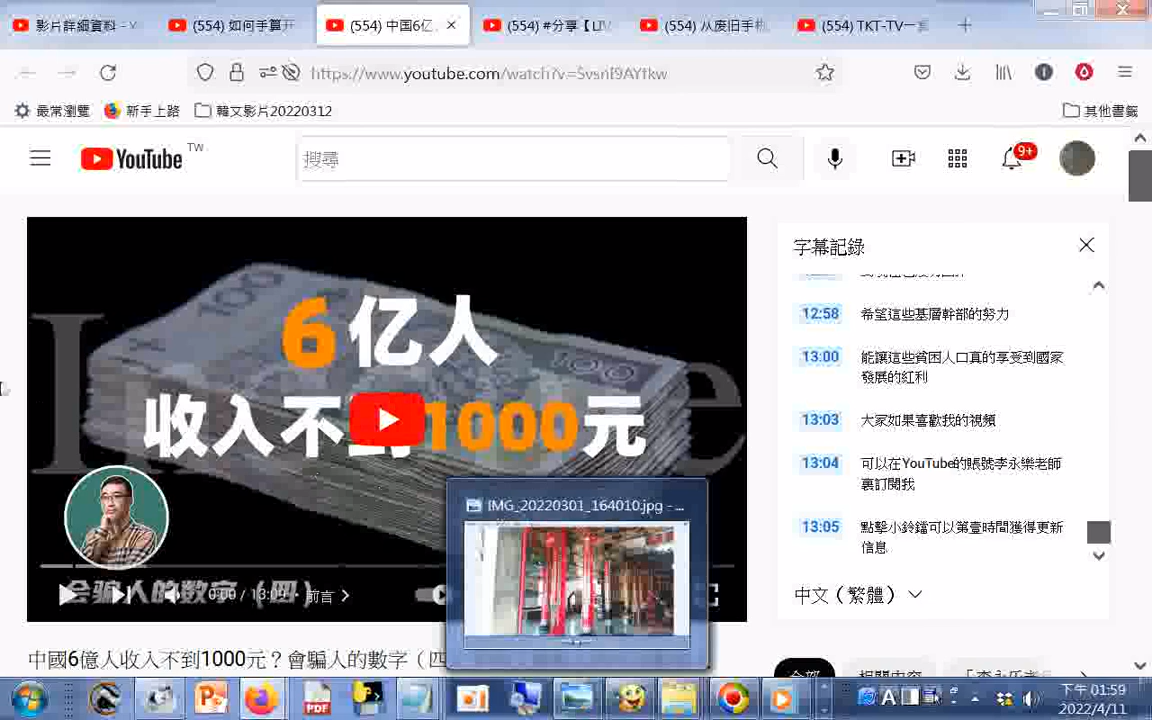 影片詳細資料 -
(554) 如何手算開
(554) 中国6亿
(554) #分享【LIV
(554) 从废旧手机
(554) TKT-TV一
https://www.youtube.com/watch?v=
最常瀏覽
新手上路
韓文影片20220312
其他書籤
YouTube TW
搜尋
9+
6亿人
收入不到1000元
会骗人的数字（四）
0:00 / 13:09 · 前言
字幕記錄
12:58 希望這些基層幹部的努力
13:00 能讓這些貧困人口真的享受到國家
發展的紅利
13:03 大家如果喜歡我的視頻
13:04 可以在YouTube的賬號李永樂老師
裏訂閱我
13:05 點擊小鈴鐺可以第壹時間獲得更新
信息
中文（繁體）
IMG_20220301_164010.jpg - ...
中國6億人收入不到1000元？會騙人的數字（四
全部
相關內容
「李永乐老师
PDF
A
下午 01:59
2022/4/11